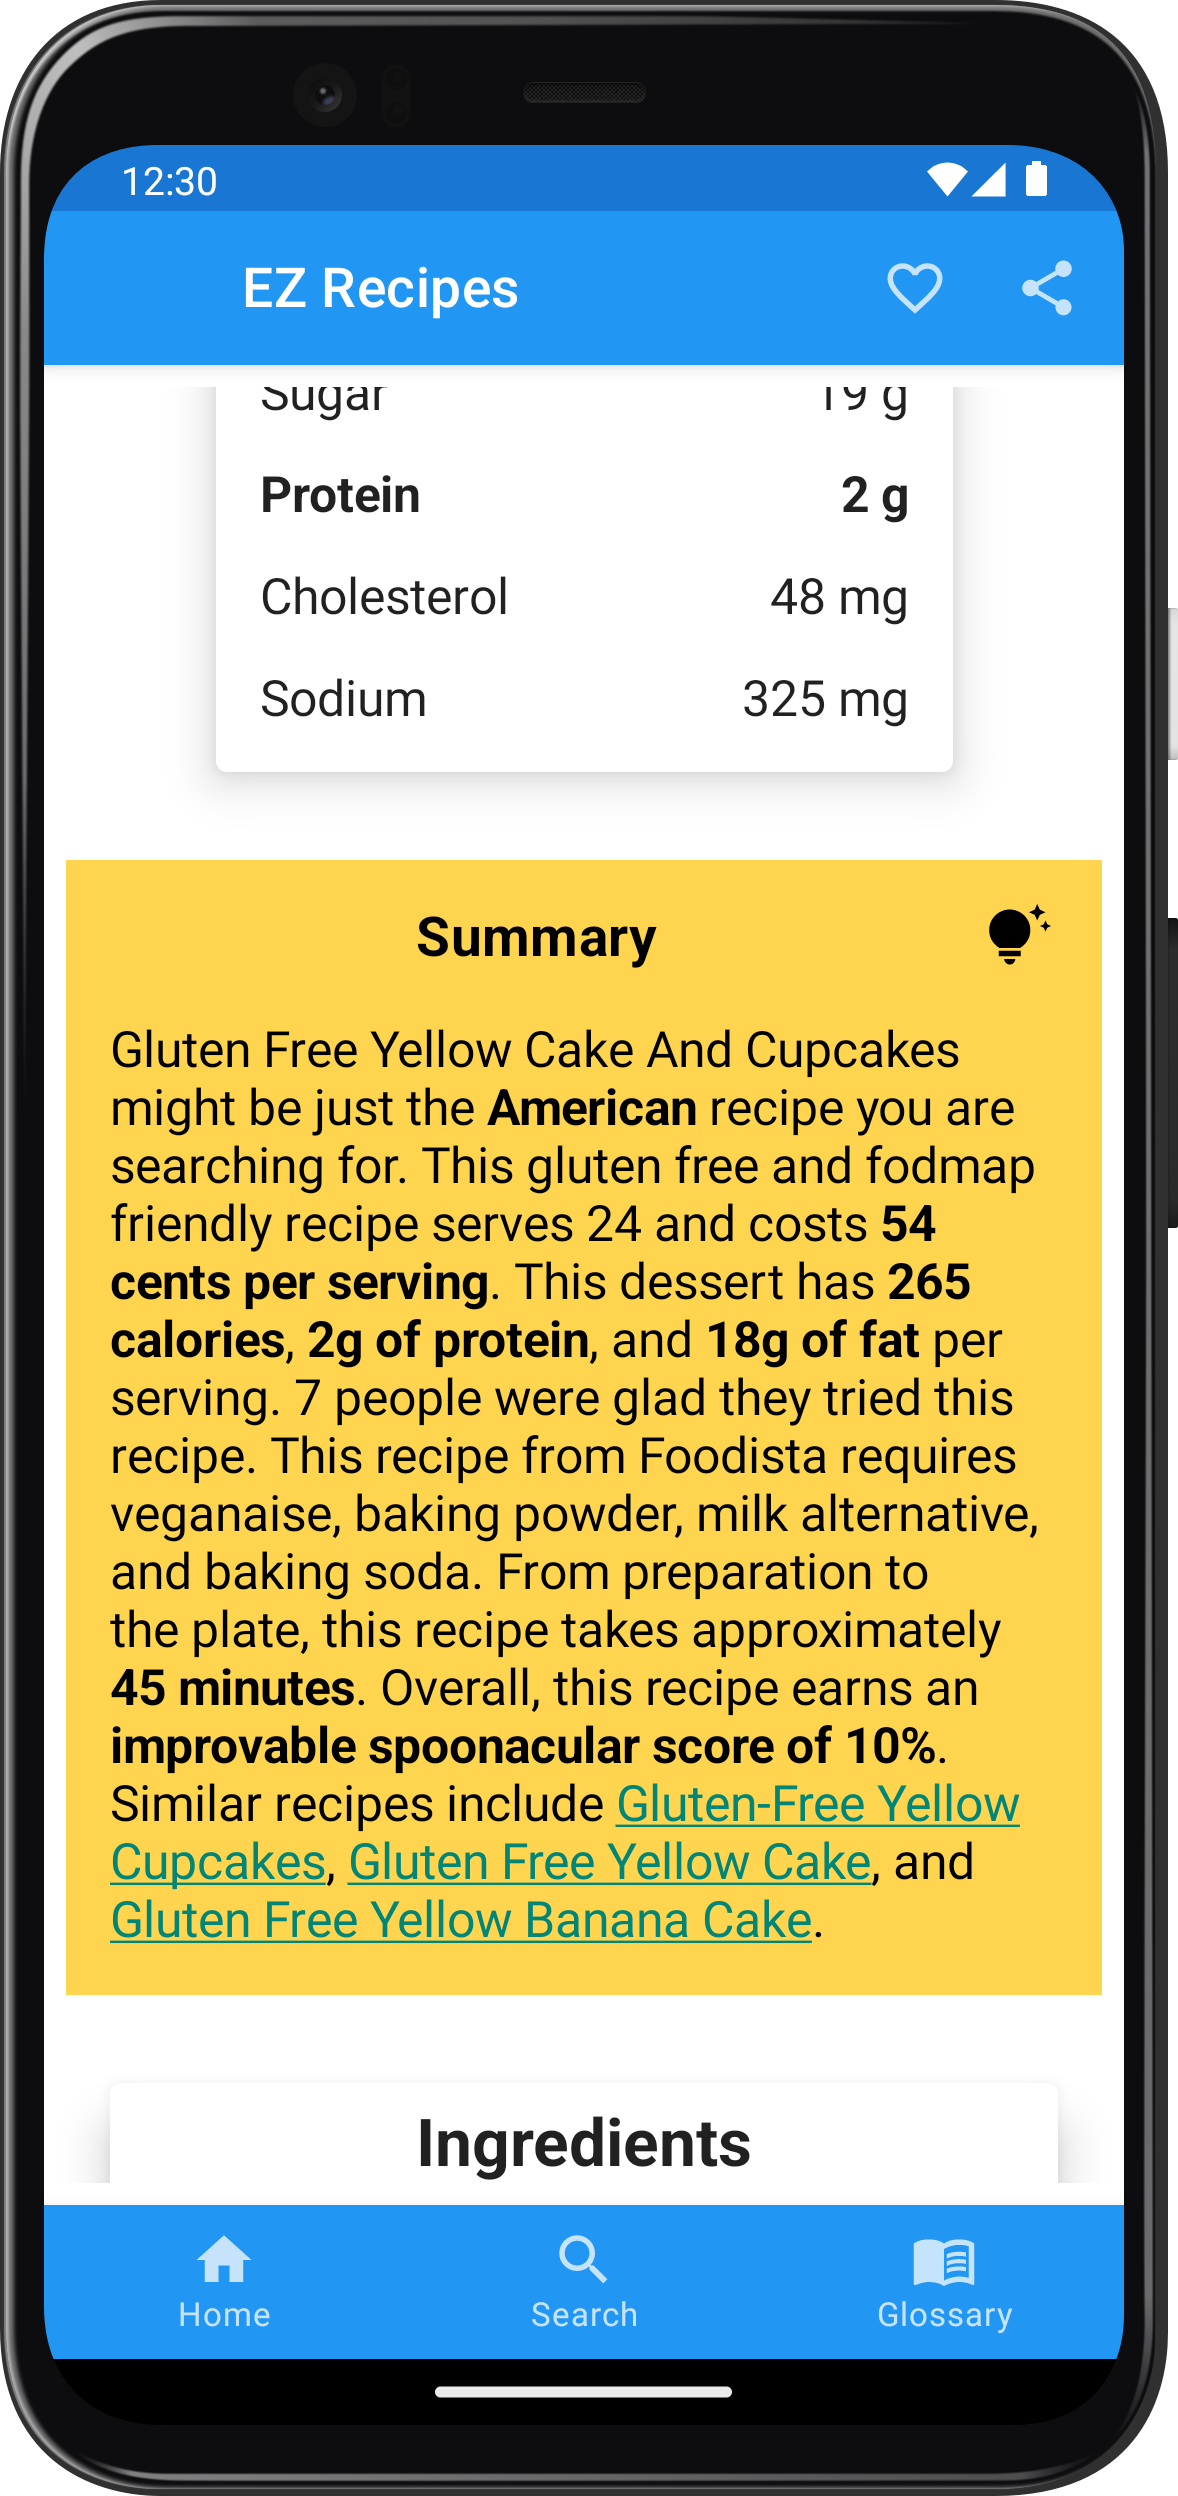 12:30
EZ Recipes
Sugar 19 g
Protein 2 g
Cholesterol 48 mg
Sodium 325 mg
Summary
Gluten Free Yellow Cake And Cupcakes
might be just the American recipe you are
searching for. This gluten free and fodmap
friendly recipe serves 24 and costs 54
cents per serving. This dessert has 265
calories, 2g of protein, and 18g of fat per
serving. 7 people were glad they tried this
recipe. This recipe from Foodista requires
veganaise, baking powder, milk alternative,
and baking soda. From preparation to
the plate, this recipe takes approximately
45 minutes. Overall, this recipe earns an
improvable spoonacular score of 10%.
Similar recipes include Gluten-Free Yellow
Cupcakes, Gluten Free Yellow Cake, and
Gluten Free Yellow Banana Cake.
Ingredients
Home Search Glossary